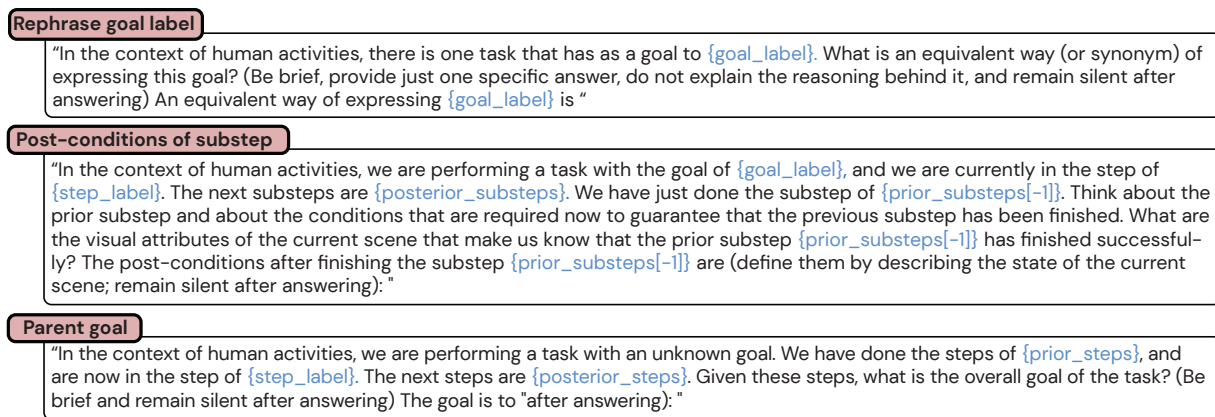 Rephrase goal label
“In the context of human activities, there is one task that has as a goal to {goal_label}. What is an equivalent way (or synonym) of
expressing this goal? (Be brief, provide just one specific answer, do not explain the reasoning behind it, and remain silent after
answering) An equivalent way of expressing {goal_label} is “
Post-conditions of substep
“In the context of human activities, we are performing a task with the goal of {goal_label}, and we are currently in the step of
{step_label}. The next substeps are {posterior_substeps}. We have just done the substep of {prior_substeps[-1]}. Think about the
prior substep and about the conditions that are required now to guarantee that the previous substep has been finished. What are
the visual attributes of the current scene that make us know that the prior substep {prior_substeps[-1]} has finished successful-
ly? The post-conditions after finishing the substep {prior_substeps[-1]} are (define them by describing the state of the current
scene; remain silent after answering): "
Parent goal
“In the context of human activities, we are performing a task with an unknown goal. We have done the steps of {prior_steps}, and
are now in the step of {step_label}. The next steps are {posterior_steps}. Given these steps, what is the overall goal of the task? (Be
brief and remain silent after answering) The goal is to "after answering): "